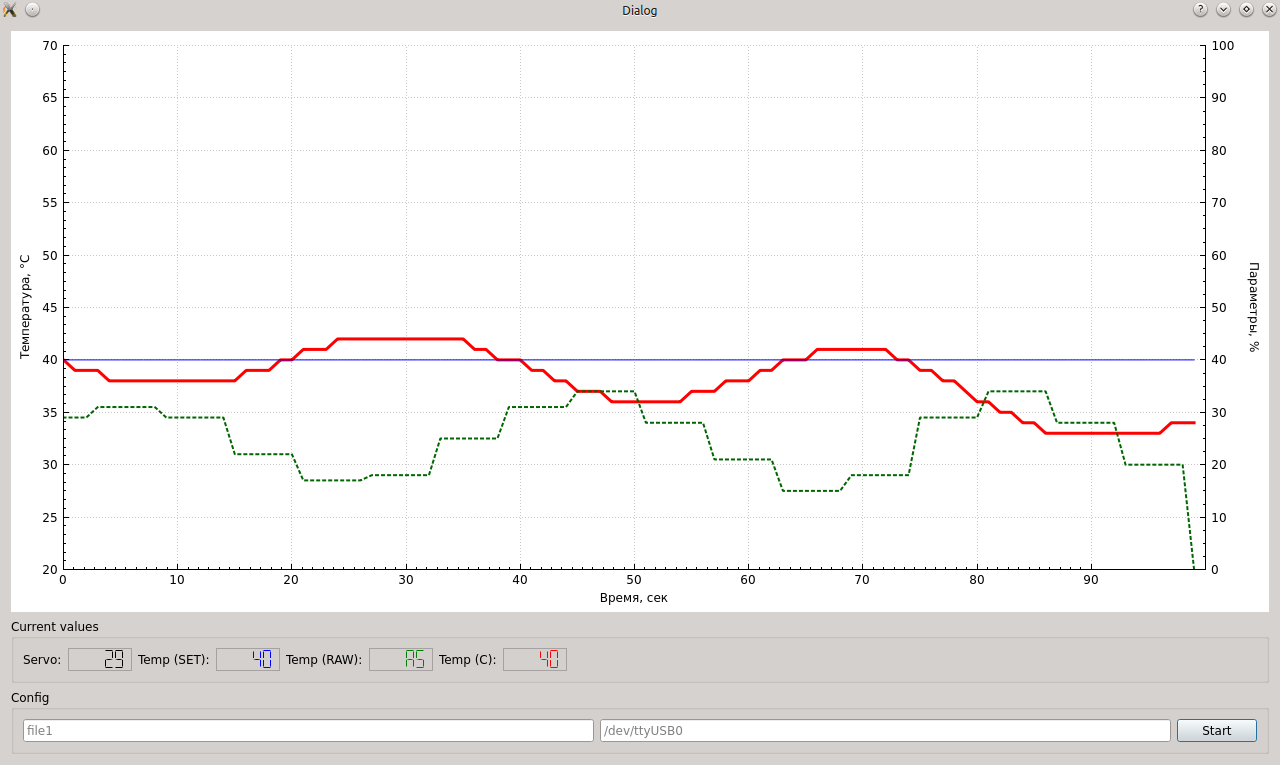 Dialog
70
65
60
55
50
45
40
35
30
25
20
Температура, °C
100
90
80
70
60
50
40
30
20
10
0
Параметры, %
0 10 20 30 40 50 60 70 80 90
Время, сек
Current values
Servo: 29 Temp (SET): 40 Temp (RAW): A5 Temp (C): 40
Config
file1 /dev/ttyUSB0 Start